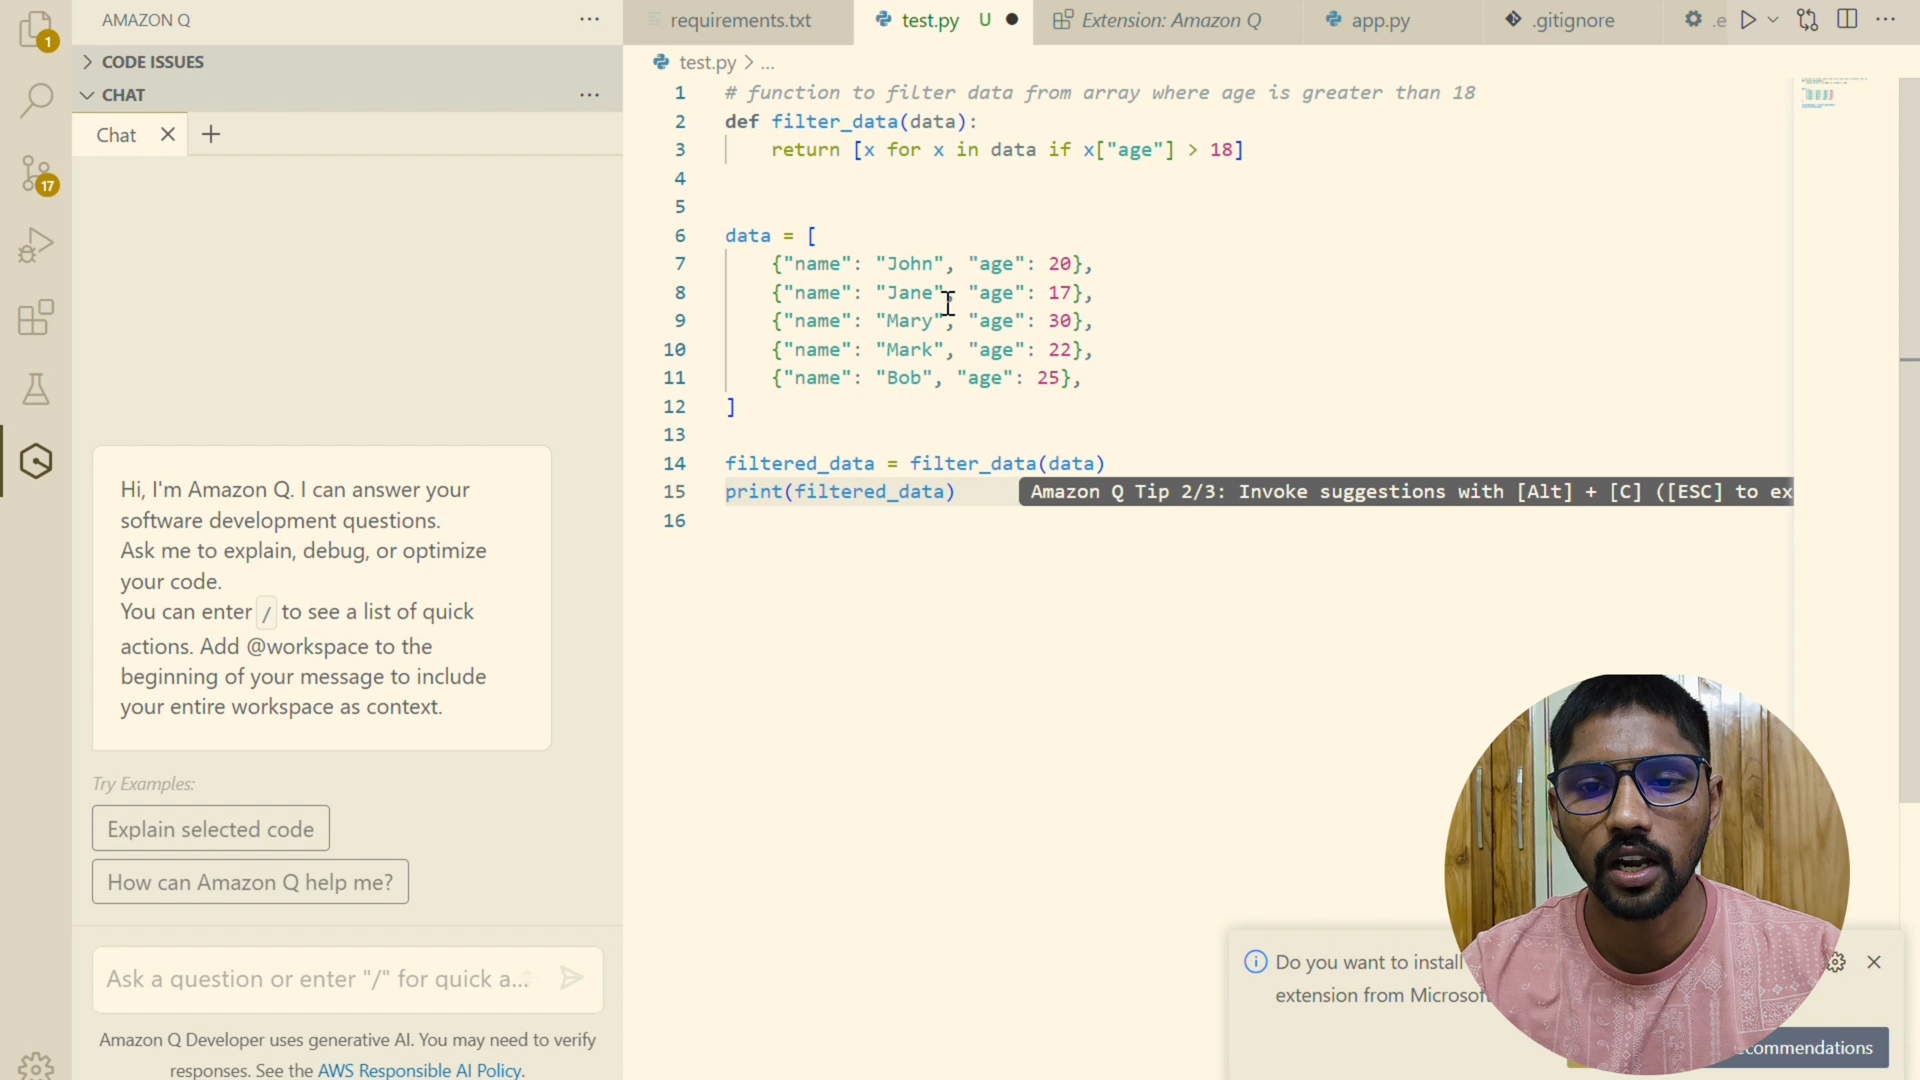 AMAZON Q
CODE ISSUES
CHAT
Chat
Hi, I'm Amazon Q. I can answer your
software development questions.
Ask me to explain, debug, or optimize
your code.
You can enter / to see a list of quick
actions. Add @workspace to the
beginning of your message to include
your entire workspace as context.
Try Examples:
Explain selected code
How can Amazon Q help me?
Ask a question or enter "/" for quick a...
Amazon Q Developer uses generative AI. You may need to verify
responses. See the AWS Responsible AI Policy.
1
17
requirements.txt
test.py U
Extension: Amazon Q
app.py
.gitignore
.e
test.py > ...
1 # function to filter data from array where age is greater than 18
2 def filter_data(data):
3 return [x for x in data if x["age"] > 18]
4
5
6 data = [
7 {"name": "John", "age": 20},
8 {"name": "Jane", "age": 17},
9 {"name": "Mary", "age": 30},
10 {"name": "Mark", "age": 22},
11 {"name": "Bob", "age": 25},
12 ]
13
14 filtered_data = filter_data(data)
15 print(filtered_data) Amazon Q Tip 2/3: Invoke suggestions with [Alt] + [C] ([ESC] to ex
16
Do you want to install
extension from Microsoft
commendations